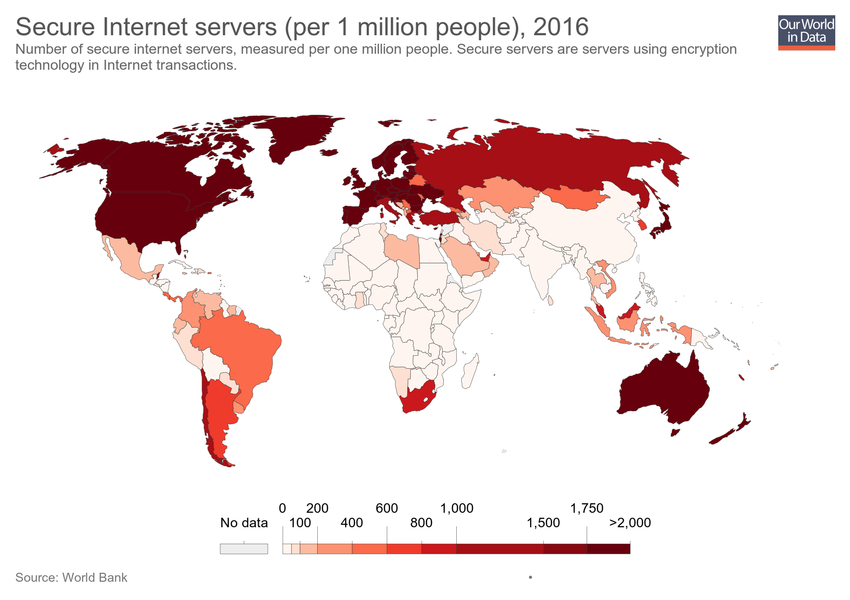 Secure Internet servers (per 1 million people), 2016
Our World
in Data
Number of secure internet servers, measured per one million people. Secure servers are servers using encryption
technology in Internet transactions.
0 200 600 1,000 1,750
No data 100 400 800 1,500 >2,000
Source: World Bank